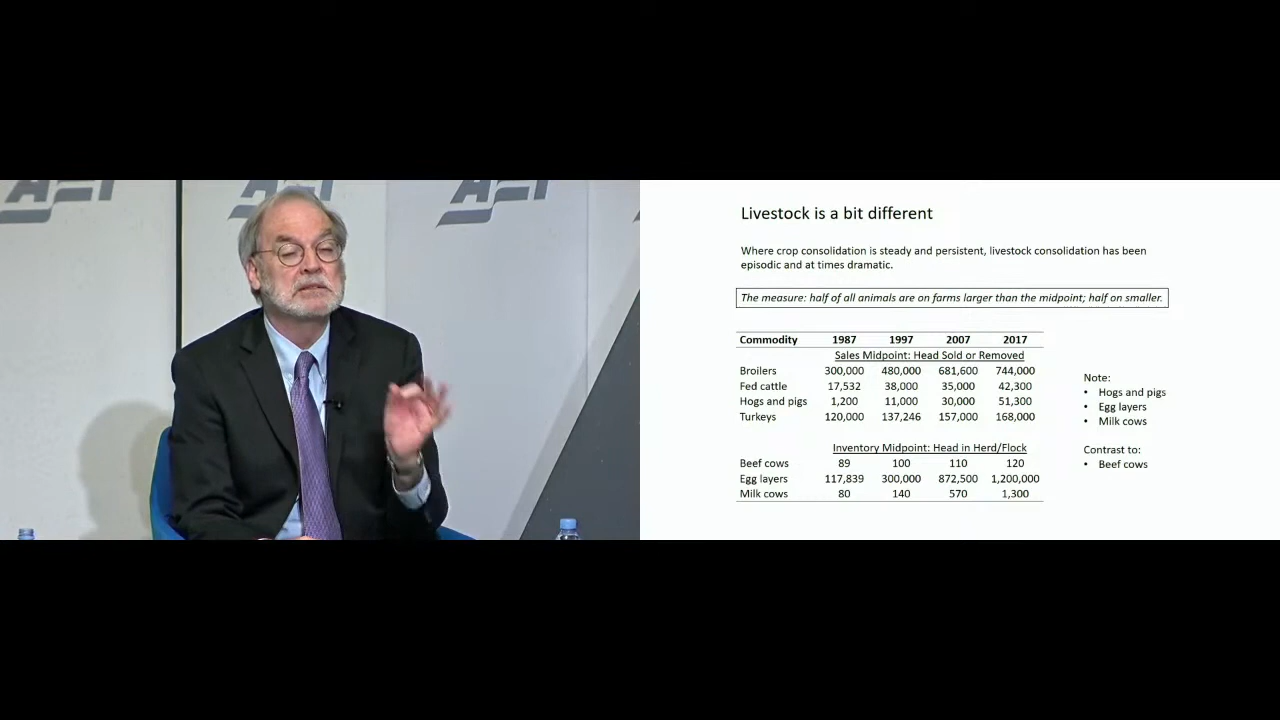 AEI
AEI
AEI
Livestock is a bit different
Where crop consolidation is steady and persistent, livestock consolidation has been
episodic and at times dramatic.
The measure: half of all animals are on farms larger than the midpoint; half on smaller.
Commodity 1987 1997 2007 2017
Sales Midpoint: Head Sold or Removed
Broilers 300,000 480,000 681,600 744,000
Fed cattle 17,532 38,000 35,000 42,300
Hogs and pigs 1,200 11,000 30,000 51,300
Turkeys 120,000 137,246 157,000 168,000
Inventory Midpoint: Head in Herd/Flock
Beef cows 89 100 110 120
Egg layers 117,839 300,000 872,500 1,200,000
Milk cows 80 140 570 1,300
Note:
• Hogs and pigs
• Egg layers
• Milk cows
Contrast to:
• Beef cows